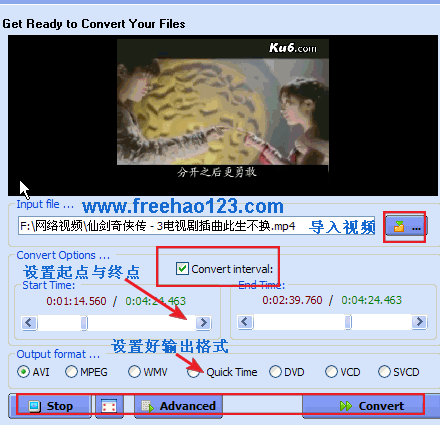 Get Ready to Convert Your Files
Ku6.com
分开之后更勇敢
Input file ...
www.freehao123.com
F:\网络视频\仙剑奇侠传 - 3电视剧插曲此生不换.mp4
导入视频
...
Convert Options ...
设置起点与终点
Convert interval:
Start Time:
End Time:
0:01:14.560 / 0:04:24.463
0:02:39.760 / 0:04:24.463
设置好输出格式
Output format ...
AVI MPEG WMV Quick Time DVD VCD SVCD
Stop Advanced Convert